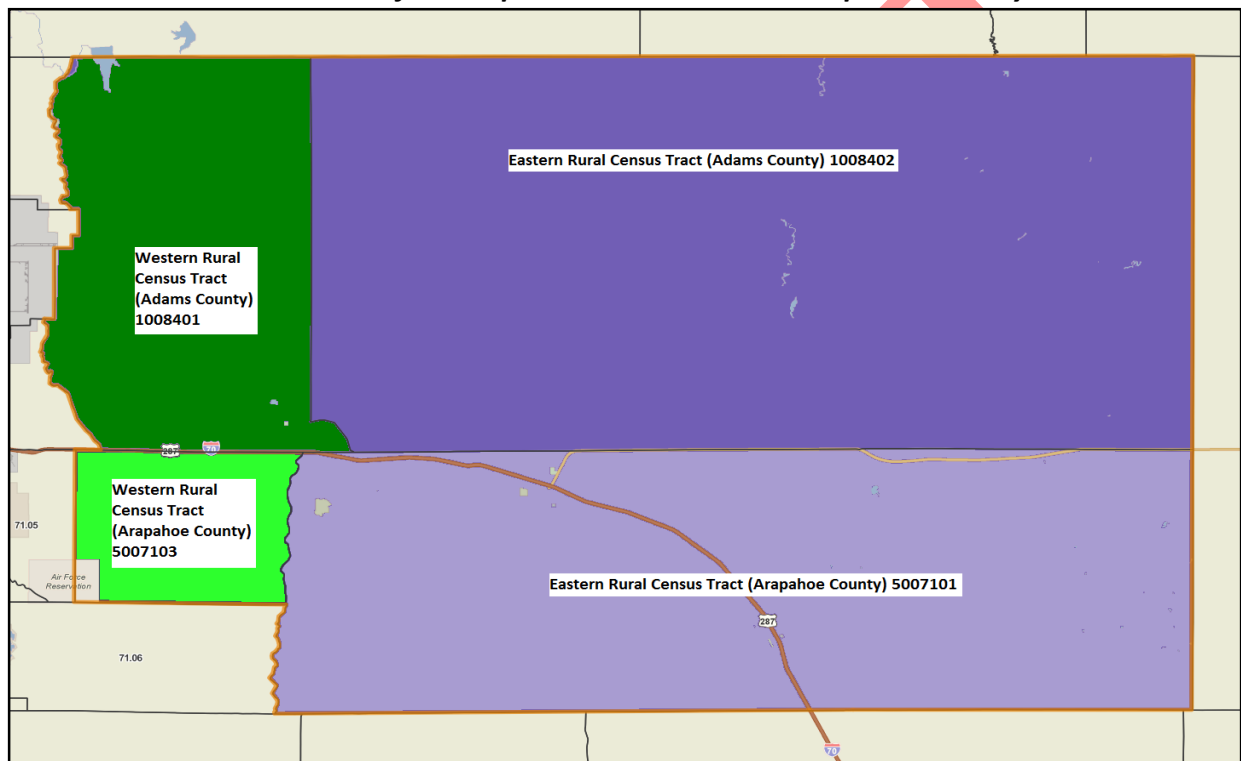 Eastern Rural Census Tract (Adams County) 1008402
Western Rural
Census Tract
(Adams County)
1008401
287
70
Western Rural
Census Tract
(Arapahoe County)
5007103
71.05
Air Force
Reservation
Eastern Rural Census Tract (Arapahoe County) 5007101
287
71.06
70